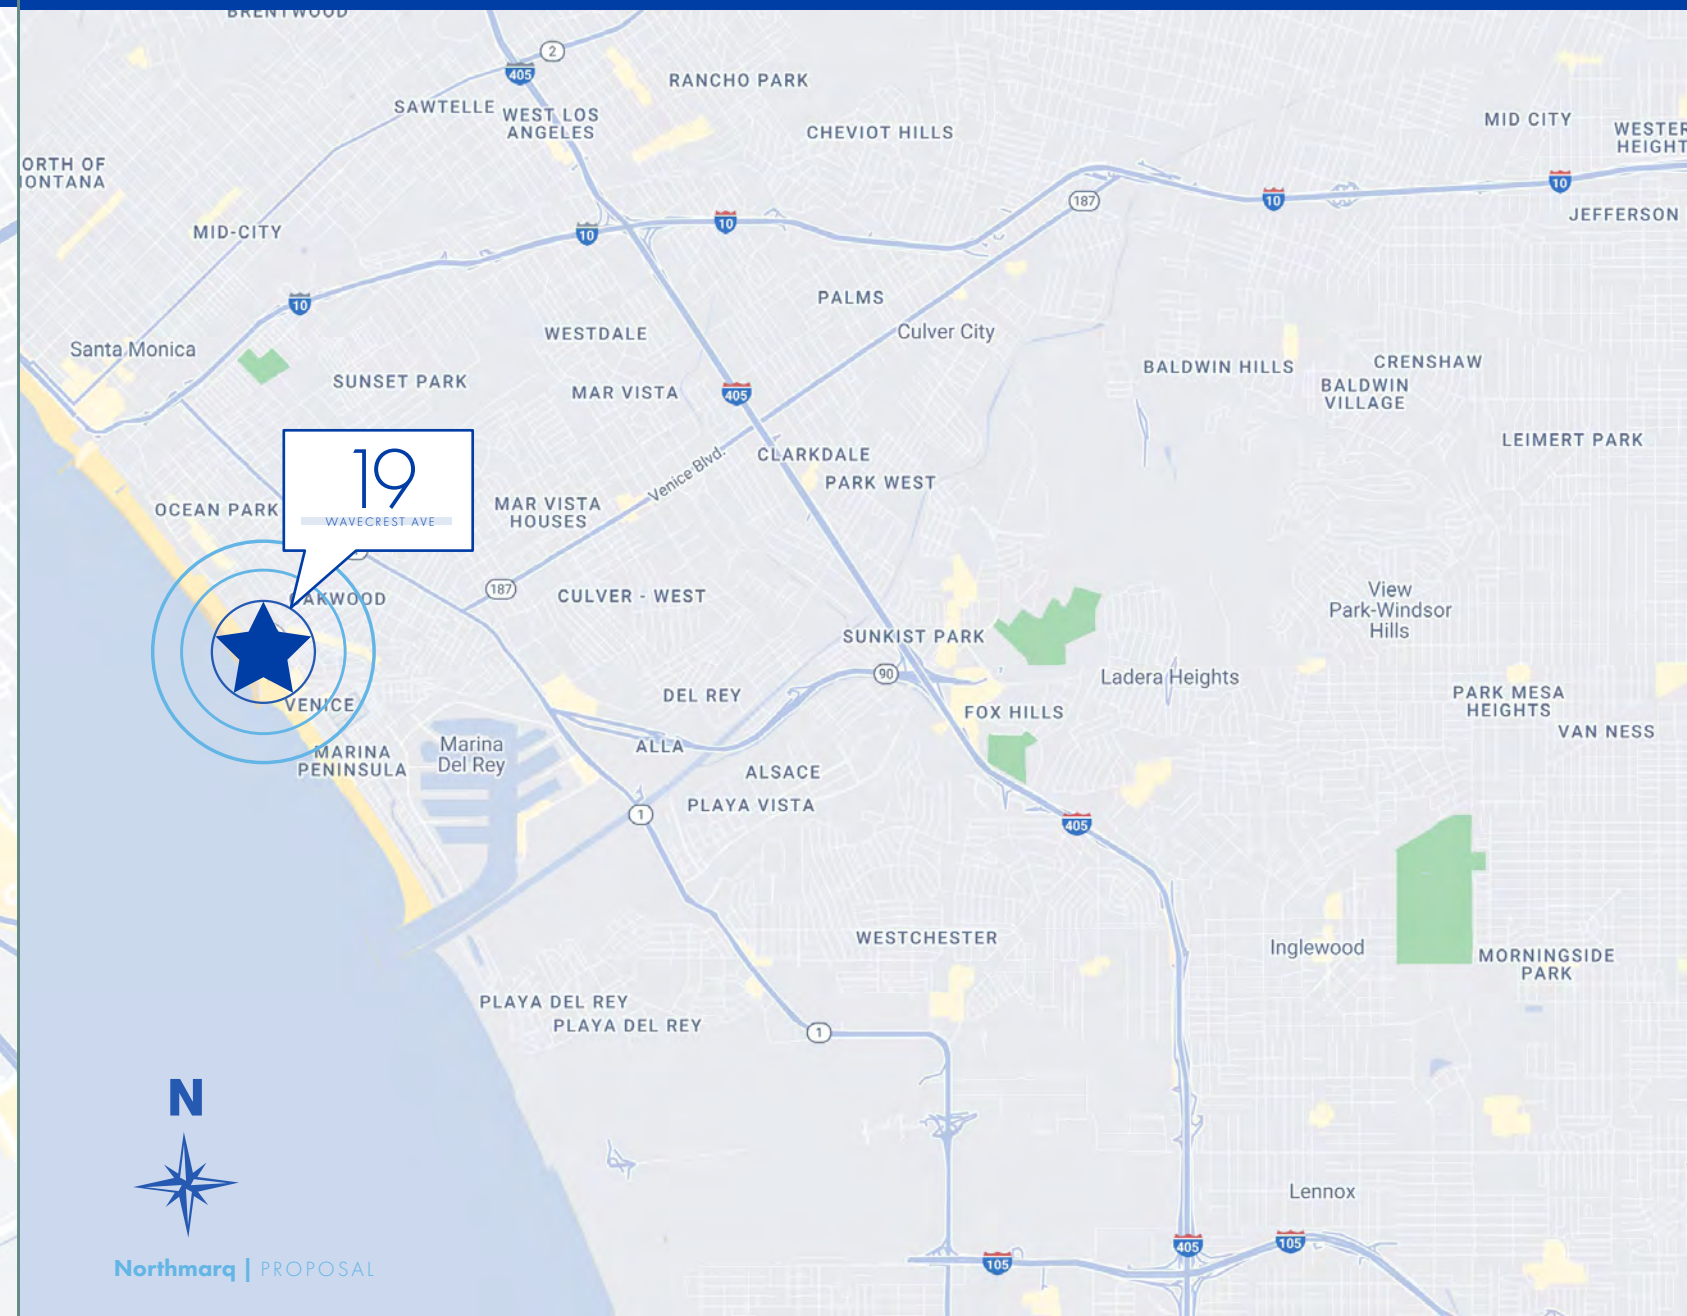 BRENTWOOD
2
405
RANCHO PARK
SAWTELLE
WEST LOS
ANGELES
CHEVIOT HILLS
MID CITY
WESTER
HEIGHT
ORTH OF
ONTANA
187
10
10
10
10
10
JEFFERSON
MID-CITY
PALMS
Culver City
WESTDALE
Santa Monica
SUNSET PARK
MAR VISTA
405
BALDWIN HILLS
CRENSHAW
BALDWIN
VILLAGE
LEIMERT PARK
CLARKDALE
PARK WEST
Venice Blvd.
19
WAVECREST AVE
OCEAN PARK
MAR VISTA
HOUSES
187
CULVER - WEST
OAKWOOD
View
Park-Windsor
Hills
SUNKIST PARK
90
Ladera Heights
DEL REY
FOX HILLS
PARK MESA
HEIGHTS
VAN NESS
VENICE
MARINA
PENINSULA
Marina
Del Rey
ALLA
ALSACE
PLAYA VISTA
1
405
WESTCHESTER
Inglewood
MORNINGSIDE
PARK
PLAYA DEL REY
PLAYA DEL REY
1
N
Lennox
405
105
105
Northmarq | PROPOSAL